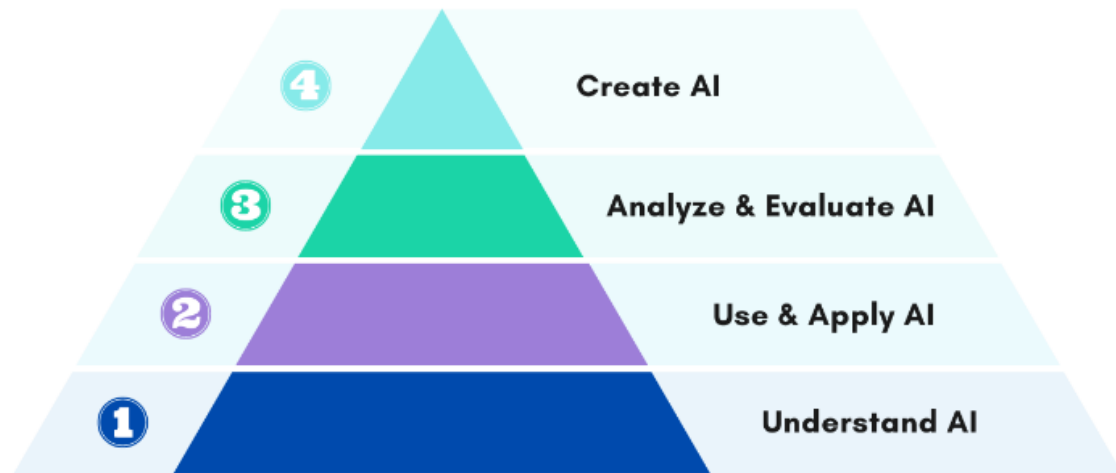 4 Create AI
3 Analyze & Evaluate AI
2 Use & Apply AI
1 Understand AI